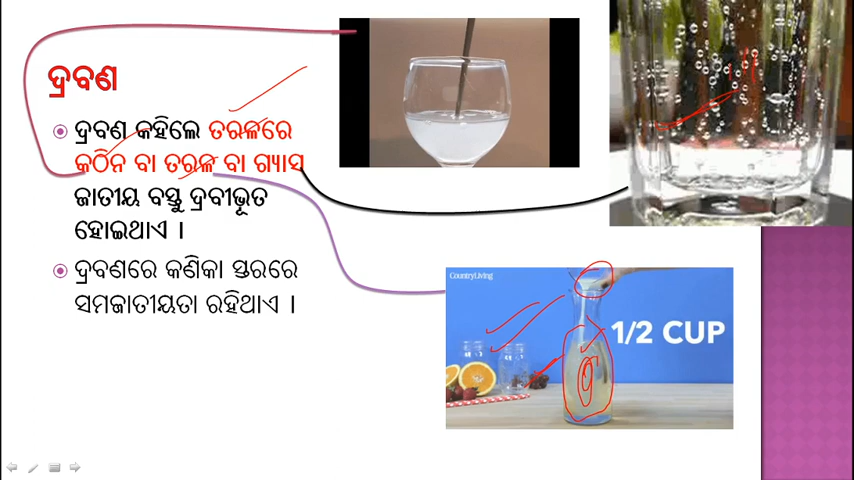 ଦ୍ରବଣ
ଦ୍ରବଣ କହିଲେ ତରଳରେ
କଠିନ ବା ତରଳ ବା ଗ୍ୟାସ
ଜାତୀୟ ବସ୍ତୁ ଦ୍ରବୀଭୂତ
ହୋଇଥାଏ ।
ଦ୍ରବଣରେ କଣିକା ସ୍ତରରେ
ସମଜାତୀୟତା ରହିଥାଏ ।
CountryLiving
1/2 CUP